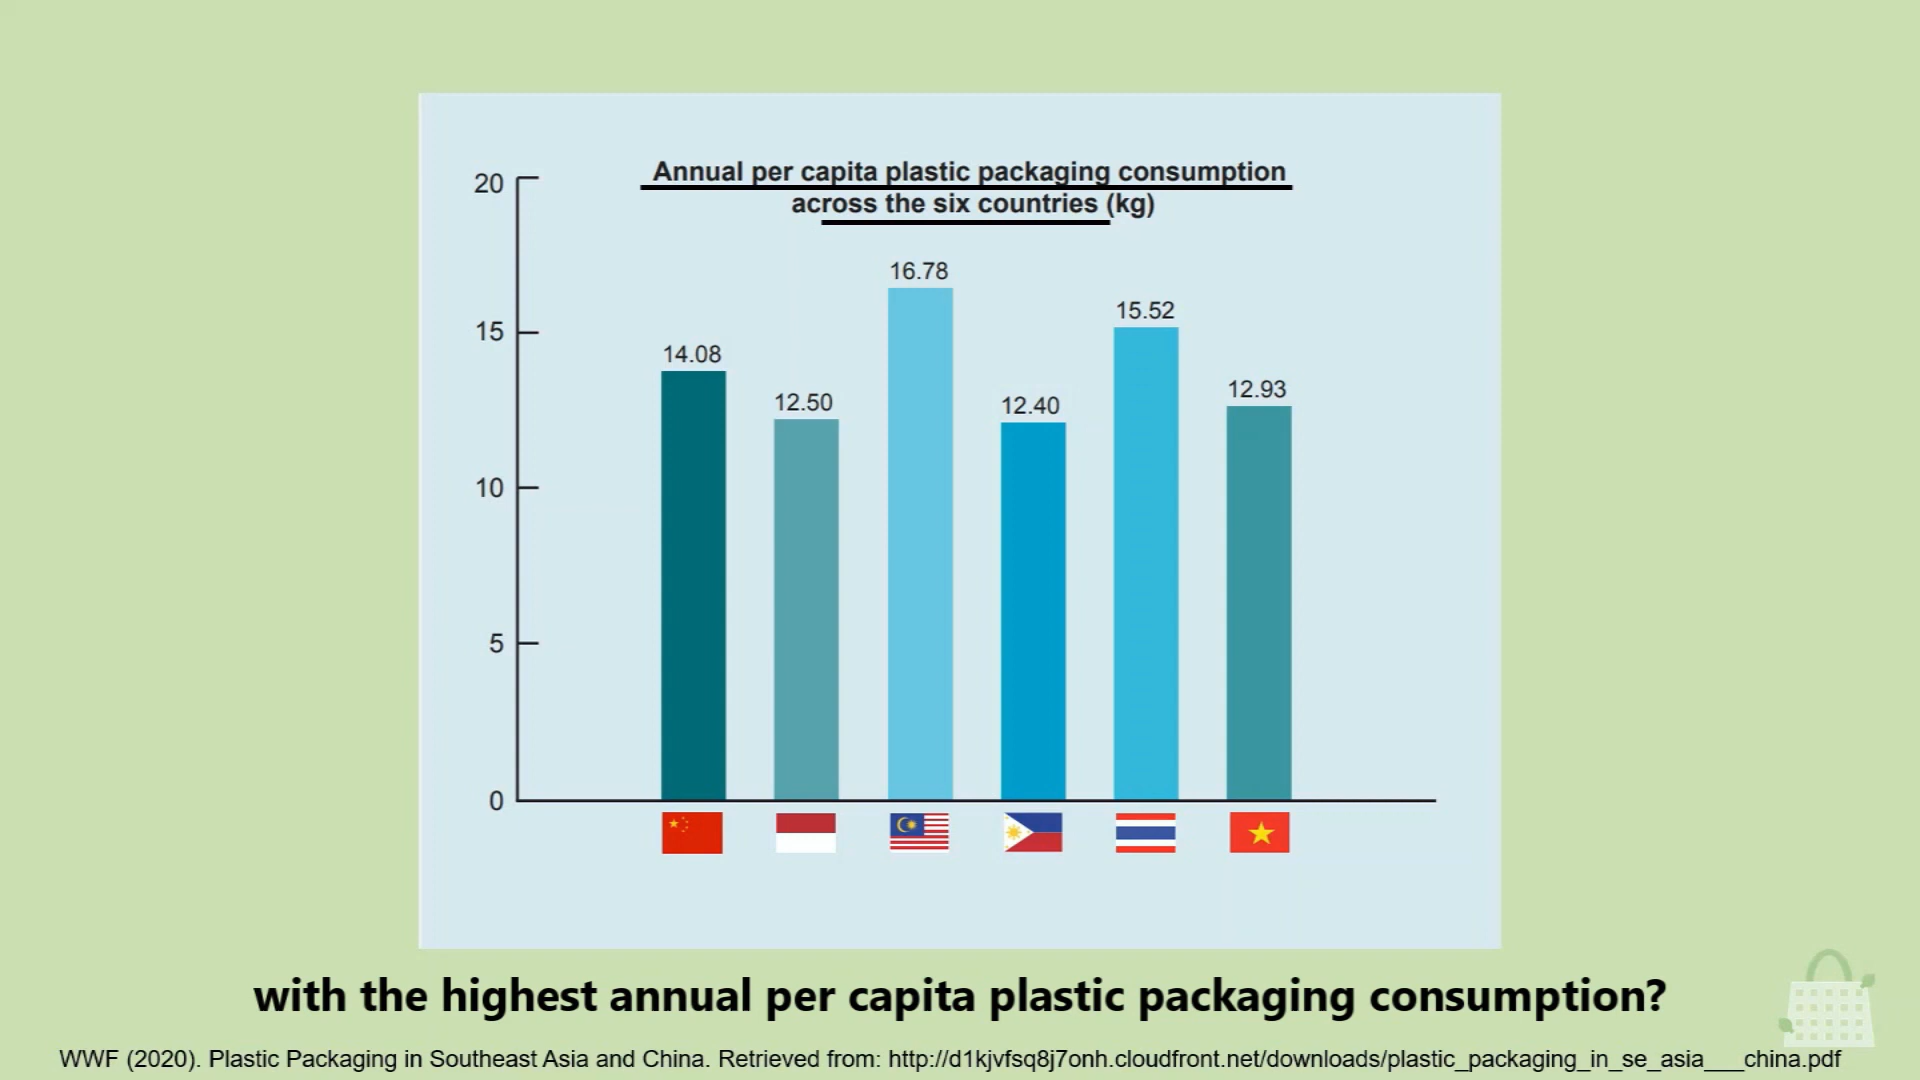 Annual per capita plastic packaging consumption
across the six countries (kg)
20
15
10
5
0
14.08
12.50
16.78
12.40
15.52
12.93
with the highest annual per capita plastic packaging consumption?
WWF (2020). Plastic Packaging in Southeast Asia and China. Retrieved from: http://d1kjvfsq8j7onh.cloudfront.net/downloads/plastic_packaging_in_se_asia___china.pdf